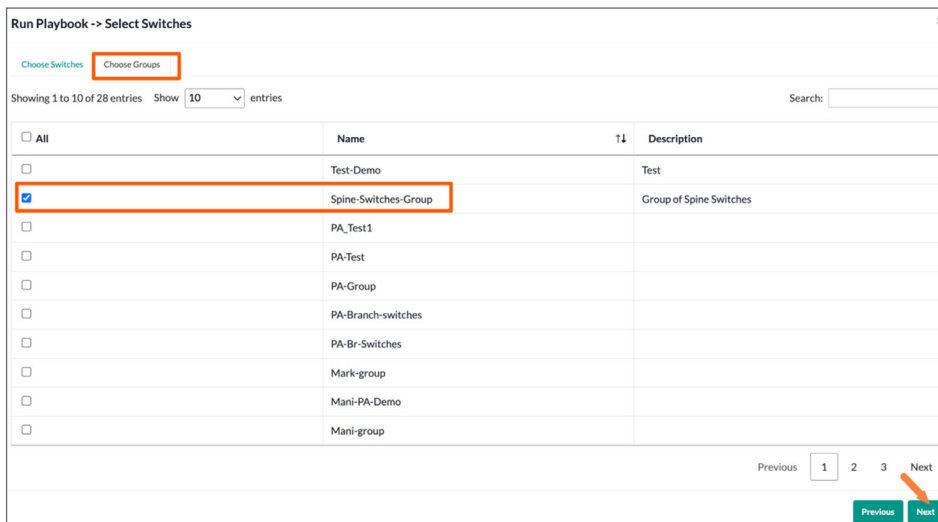 Run Playbook -> Select Switches
Choose Switches Choose Groups
Showing 1 to 10 of 28 entries Show 10 entries Search:
All Name Description
Test-Demo Test
Spine-Switches-Group Group of Spine Switches
PA_Test1
PA-Test
PA-Group
PA-Branch-switches
PA-Br-Switches
Mark-group
Mani-PA-Demo
Mani-group
Previous 1 2 3 Next
Previous Next